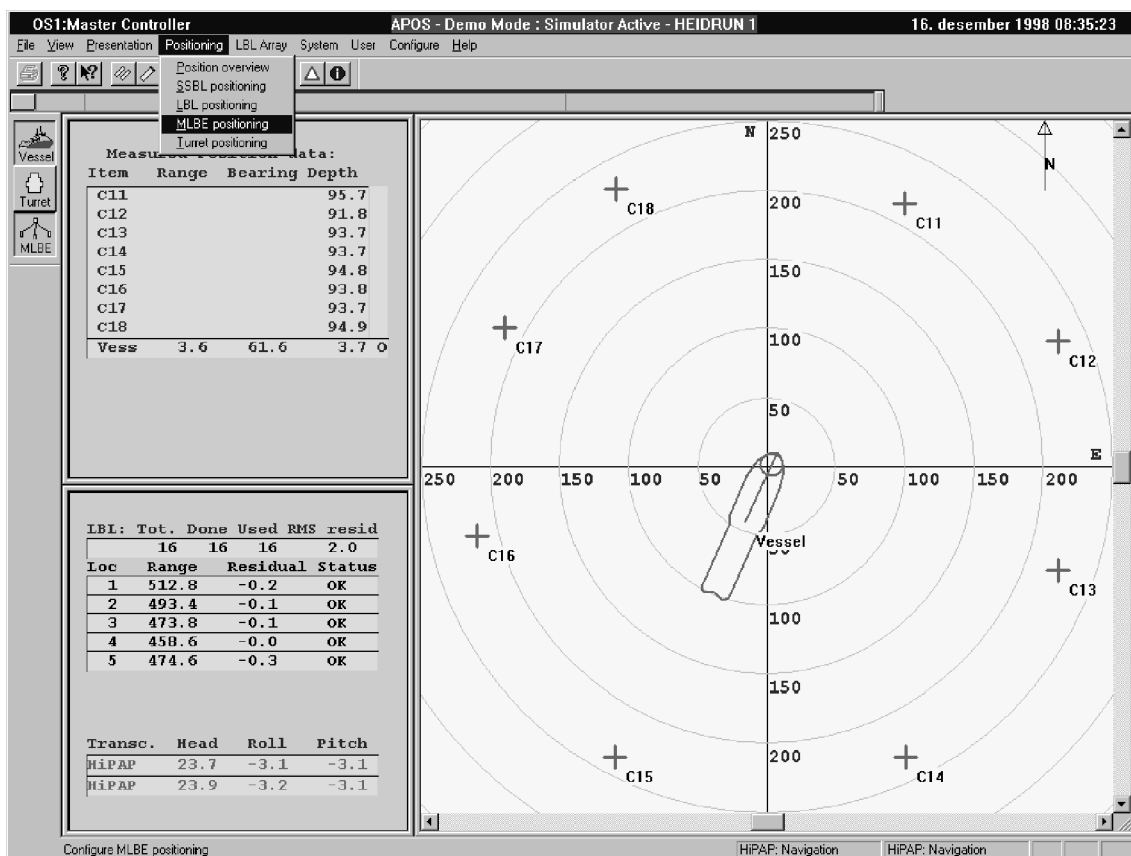 OS1:Master Controller APOS - Demo Mode : Simulator Active - HEIDRUN 1 16. desember 1998 08:35:23
File View Presentation Positioning LBL Array System User Configure Help
Position overview
SSBL positioning
LBL positioning
MLBE positioning
Turret positioning
Vessel
Turret
MLBE
Measured Position data:
Item Range Bearing Depth
C11 95.7
C12 91.8
C13 93.7
C14 93.7
C15 94.8
C16 93.8
C17 93.7
C18 94.9
Vess 3.6 61.6 3.7 O
LBL: Tot. Done Used RMS resid
16 16 16 2.0
Loc Range Residual Status
1 512.8 -0.2 OK
2 493.4 -0.1 OK
3 473.8 -0.1 OK
4 458.6 -0.0 OK
5 474.6 -0.3 OK
Transc. Head Roll Pitch
HiPAP 23.7 -3.1 -3.1
HiPAP 23.9 -3.2 -3.1
N 250
N
C18 200 C11
150
C17 100 C12
50
E
250 200 150 100 50 50 100 150 200
Vessel
50
C16
C13
100
150
200
C15 C14
Configure MLBE positioning HiPAP: Navigation HiPAP: Navigation